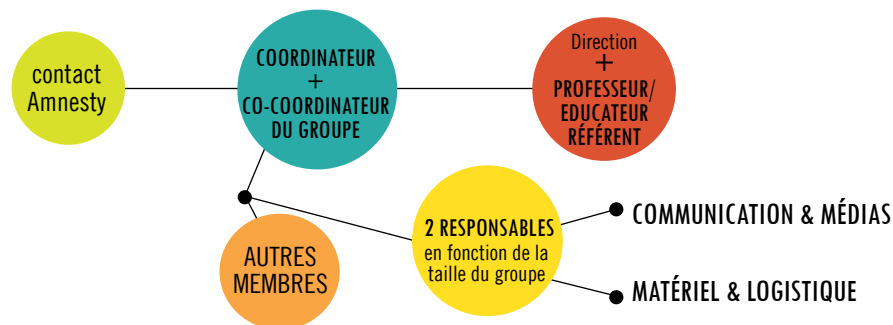 contact
Amnesty
COORDINATEUR
+
CO-COORDINATEUR
DU GROUPE
Direction
+
PROFESSEUR/
EDUCATEUR
RÉFÉRENT
AUTRES
MEMBRES
2 RESPONSABLES
en fonction de la
taille du groupe
COMMUNICATION & MÉDIAS
MATÉRIEL & LOGISTIQUE